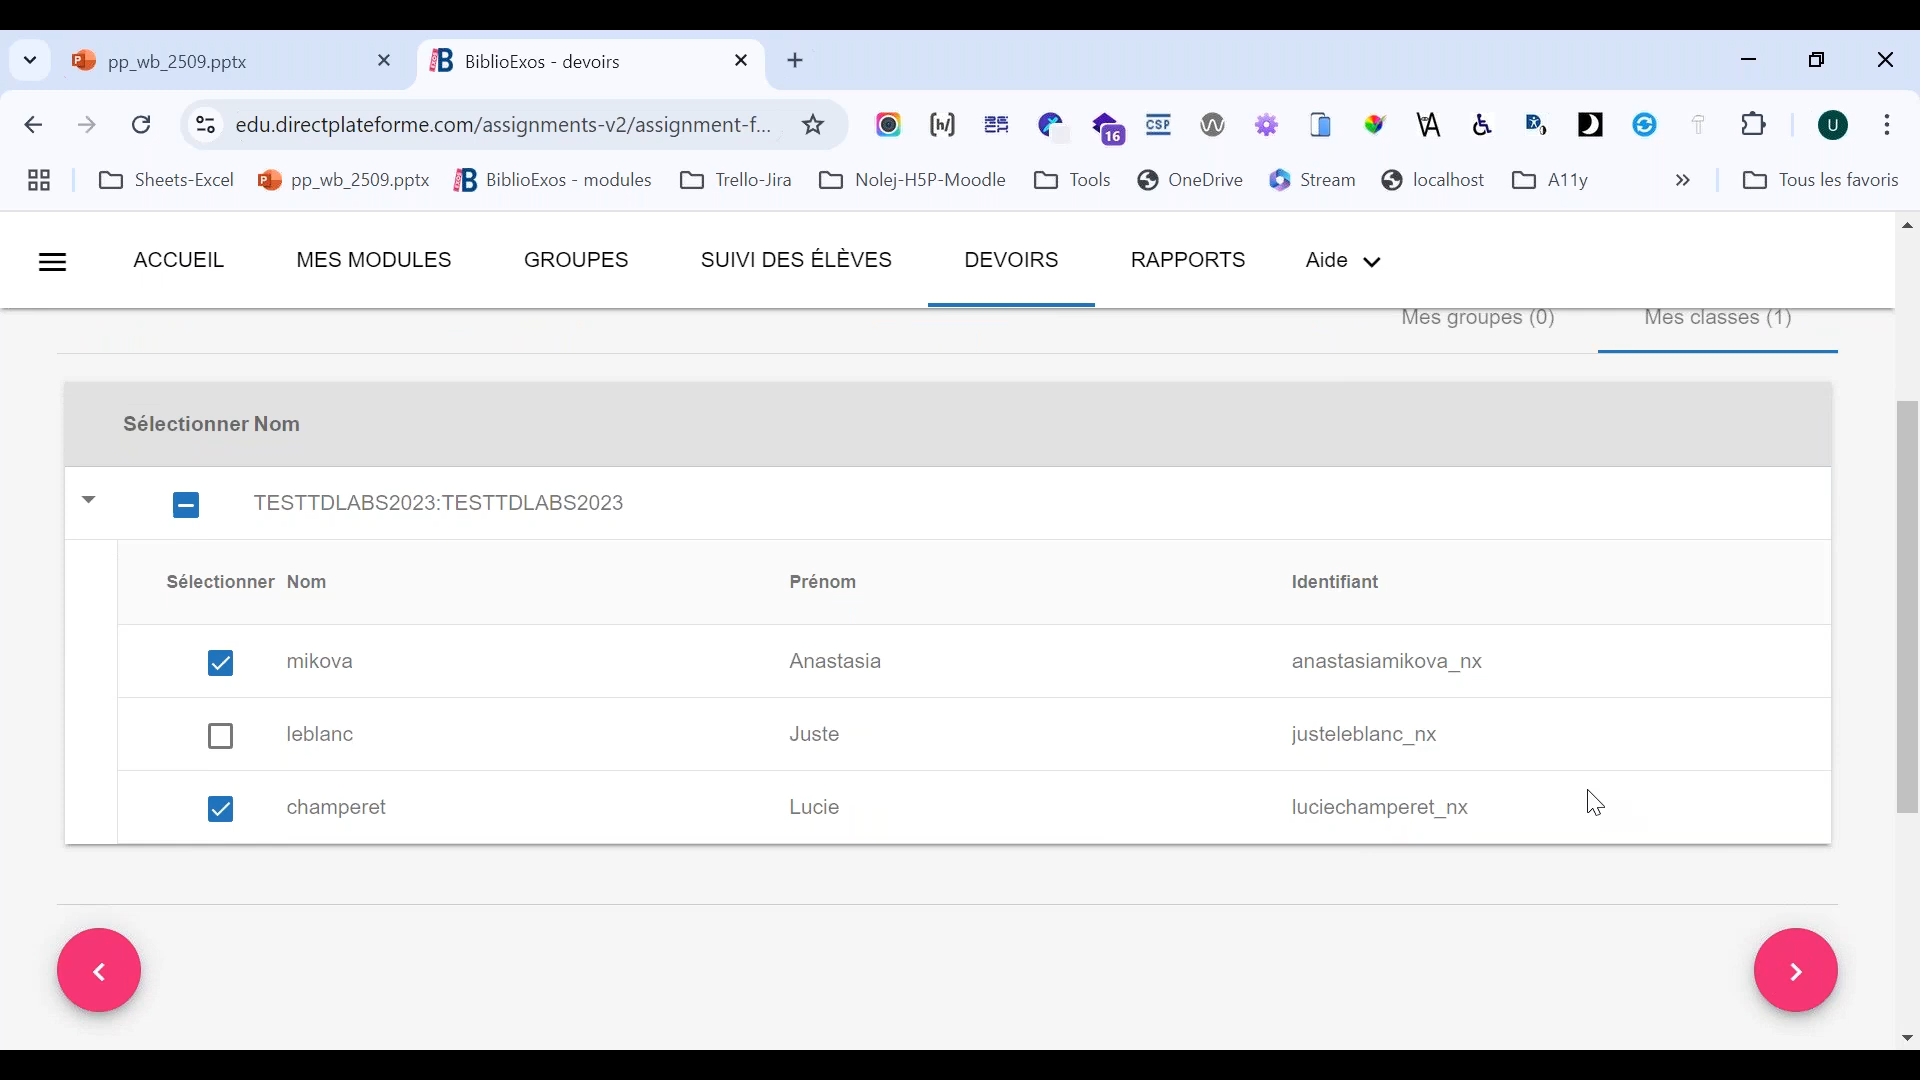 pp_wb_2509.pptx
BiblioExos - devoirs
edu.directplateforme.com/assignments-v2/assignment-f...
16
CSP
U
Sheets-Excel
pp_wb_2509.pptx
BiblioExos - modules
Trello-Jira
Nolej-H5P-Moodle
Tools
OneDrive
Stream
localhost
A11y
Tous les favoris
ACCUEIL
MES MODULES
GROUPES
SUIVI DES ÉLÈVES
DEVOIRS
RAPPORTS
Aide
Mes groupes (0)
Mes classes (1)
Sélectionner Nom
TESTTDLABS2023:TESTTDLABS2023
Sélectionner Nom Prénom Identifiant
mikova Anastasia anastasiamikova_nx
leblanc Juste justeleblanc_nx
champeret Lucie luciechamperet_nx